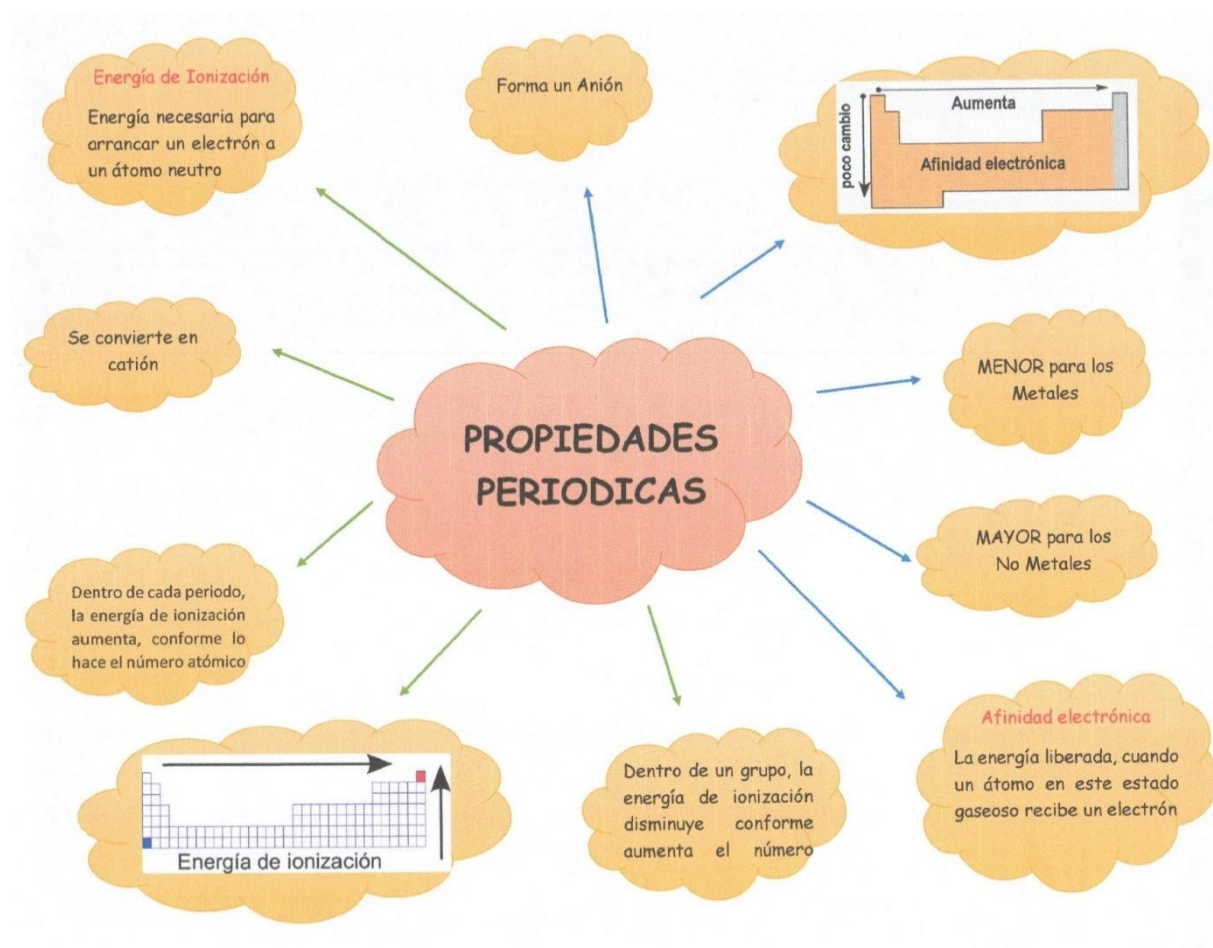 Energía de Ionización
Energía necesaria para
arrancar un electrón a
un átomo neutro
Forma un Anión
Aumenta
poco cambio
Afinidad electrónica
Se convierte en
catión
MENOR para los
Metales
PROPIEDADES
PERIODICAS
MAYOR para los
No Metales
Dentro de cada periodo,
la energía de ionización
aumenta, conforme lo
hace el número atómico
Energía de ionización
Dentro de un grupo, la
energía de ionización
disminuye conforme
aumenta el número
Afinidad electrónica
La energía liberada, cuando
un átomo en este estado
gaseoso recibe un electrón